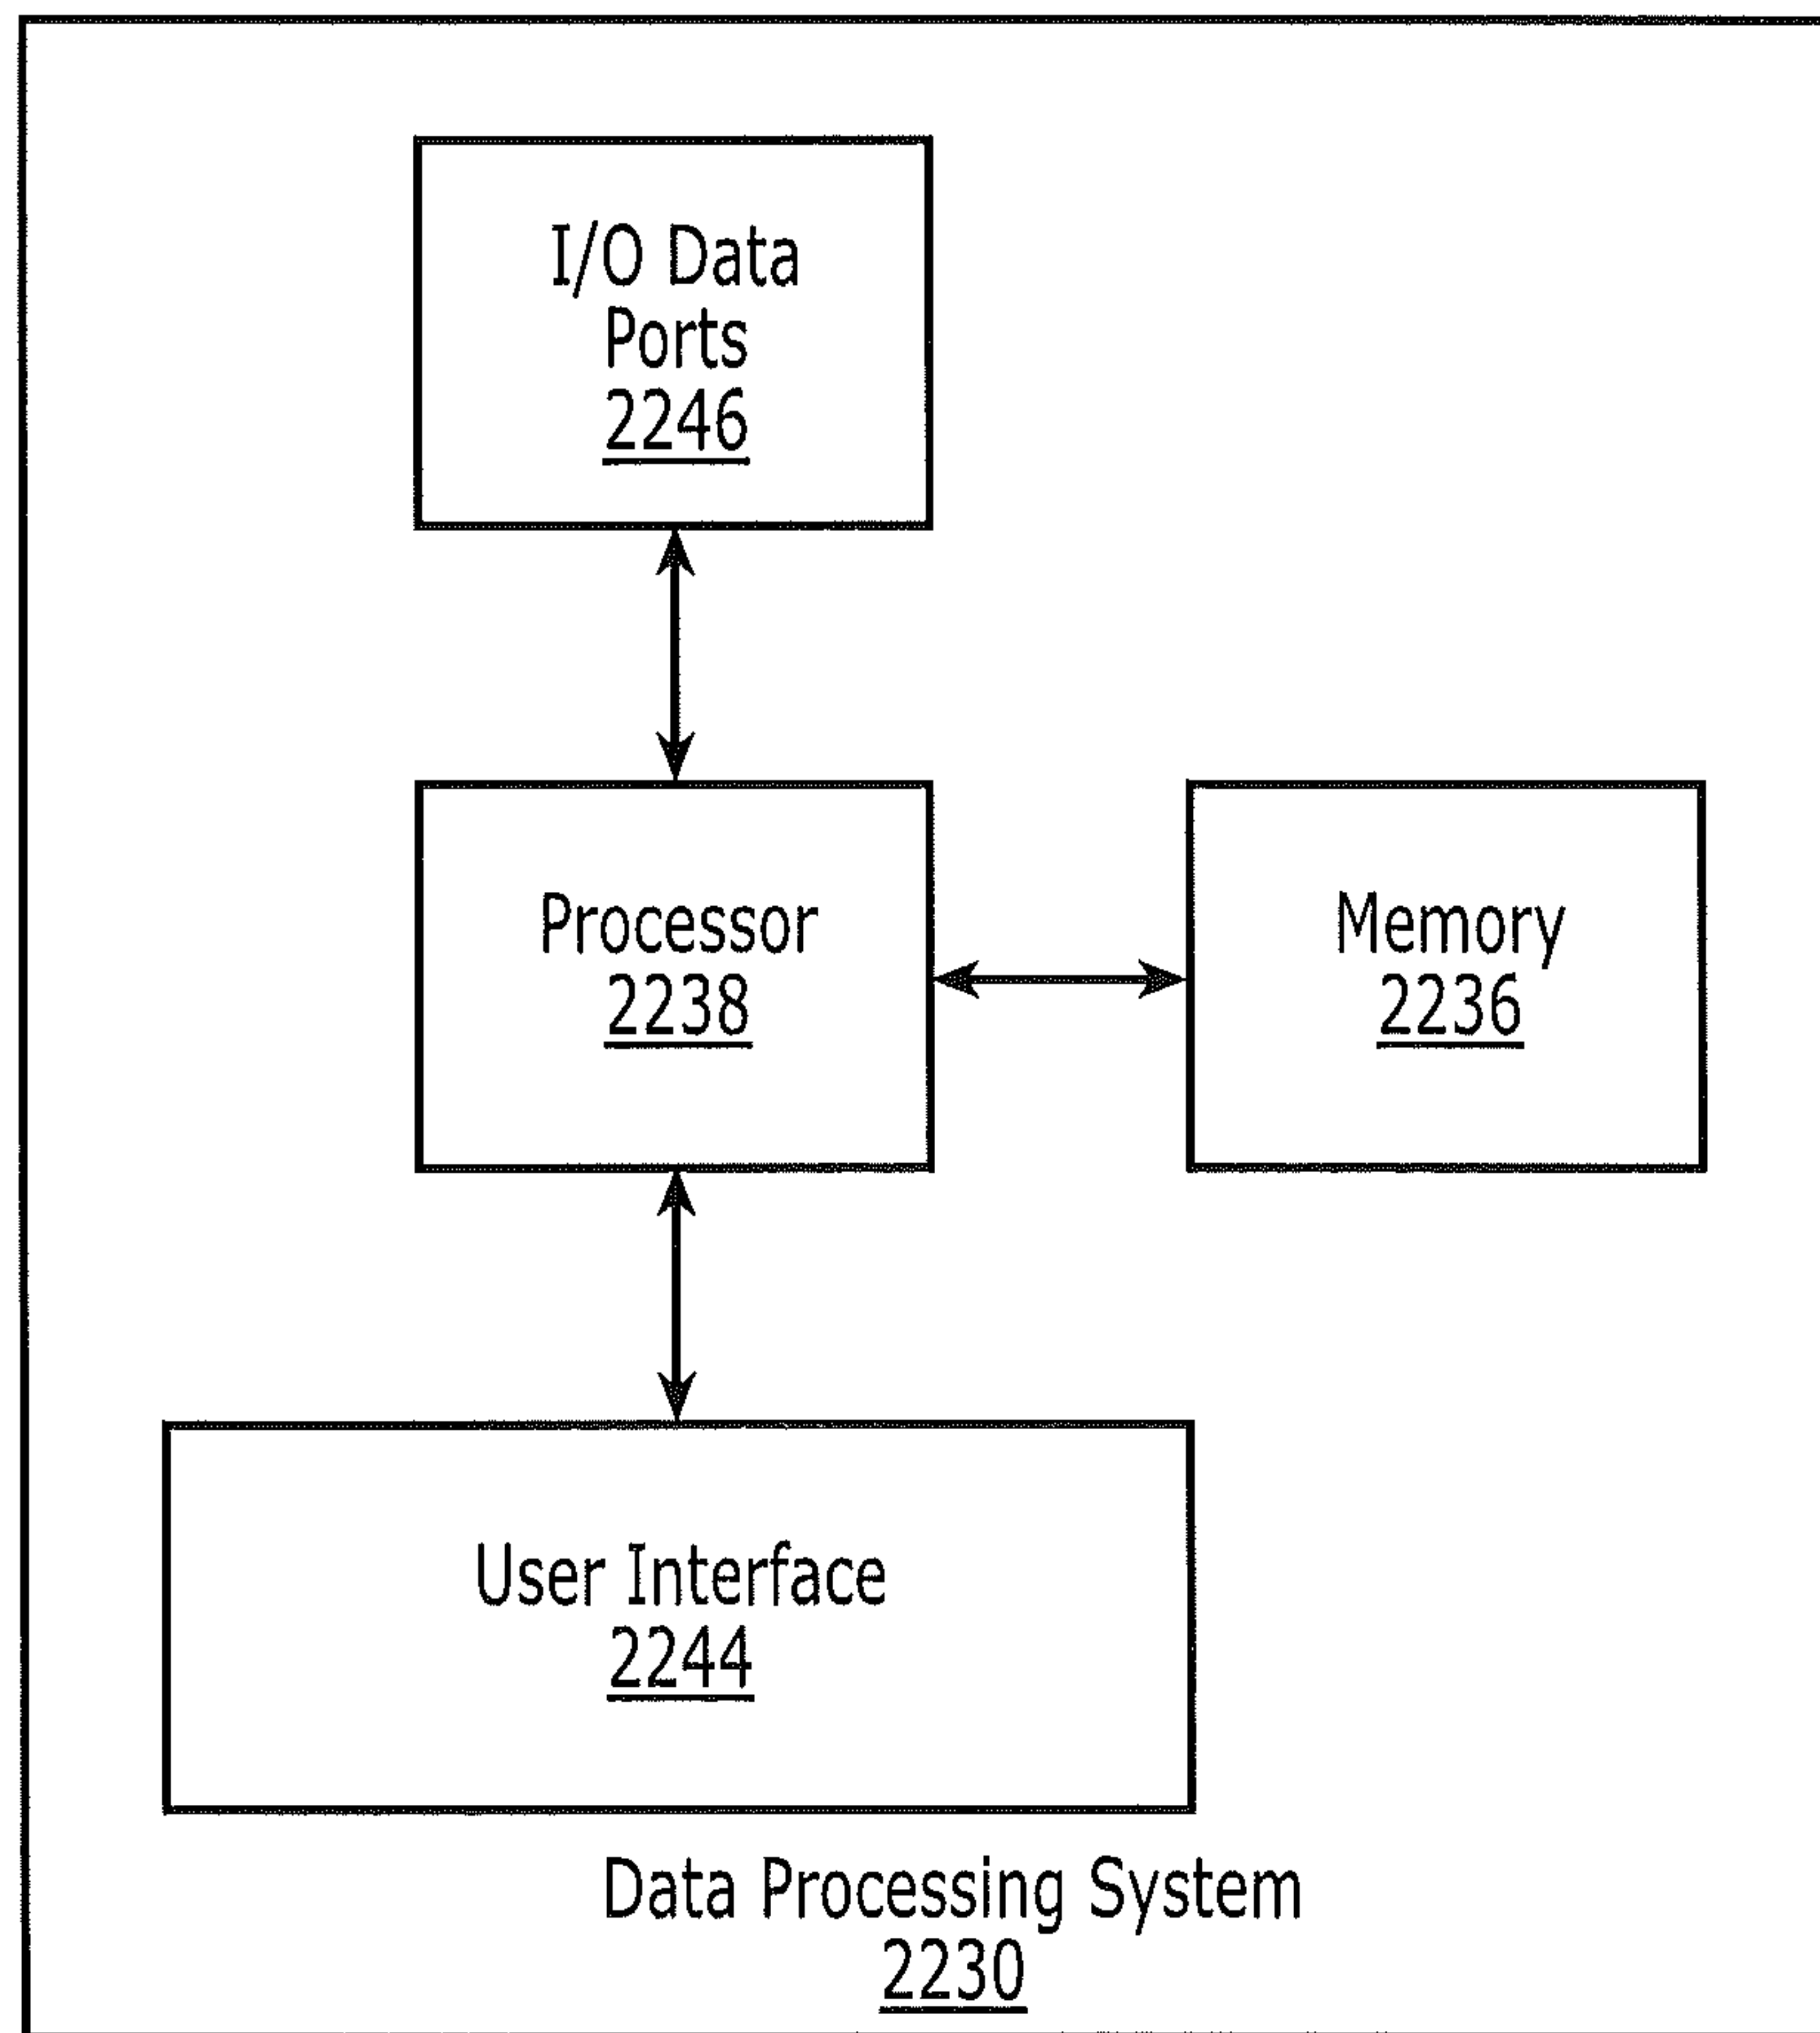 I/O Data
Ports
2246
Processor
2238
Memory
2236
User Interface
2244
Data Processing System
2230